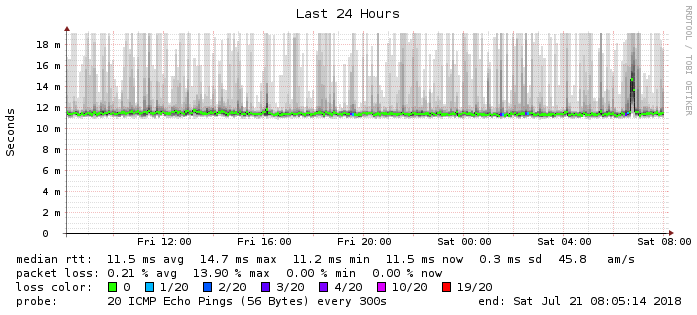 Last 24 Hours
RRDTOOL / TOBI OETIKER
Seconds
18 m
16 m
14 m
12 m
10 m
8 m
6 m
4 m
2 m
0
Fri 12:00 Fri 16:00 Fri 20:00 Sat 00:00 Sat 04:00 Sat 08:00
median rtt: 11.5 ms avg 14.7 ms max 11.2 ms min 11.5 ms now 0.3 ms sd 45.8 am/s
packet loss: 0.21 % avg 13.90 % max 0.00 % min 0.00 % now
loss color: 0 1/20 2/20 3/20 4/20 10/20 19/20
probe: 20 ICMP Echo Pings (56 Bytes) every 300s end: Sat Jul 21 08:05:14 2018